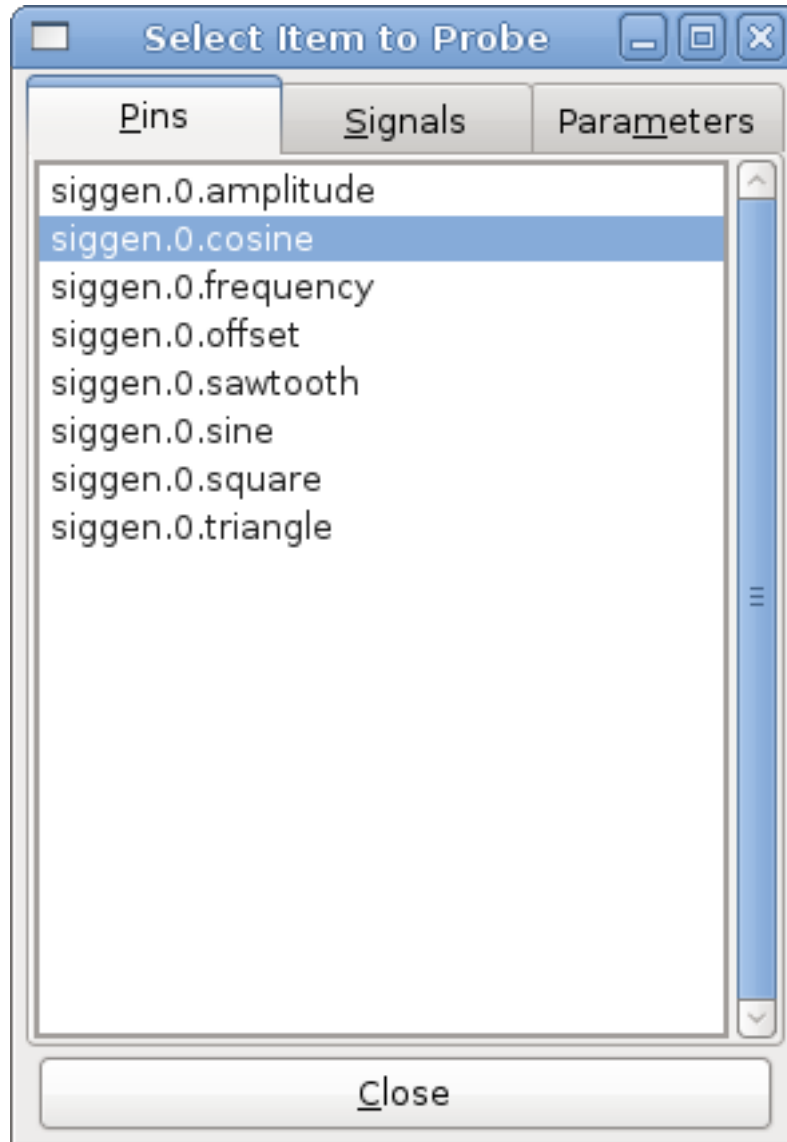 Select Item to Probe
Pins Signals Parameters
siggen.0.amplitude
siggen.0.cosine
siggen.0.frequency
siggen.0.offset
siggen.0.sawtooth
siggen.0.sine
siggen.0.square
siggen.0.triangle
Close